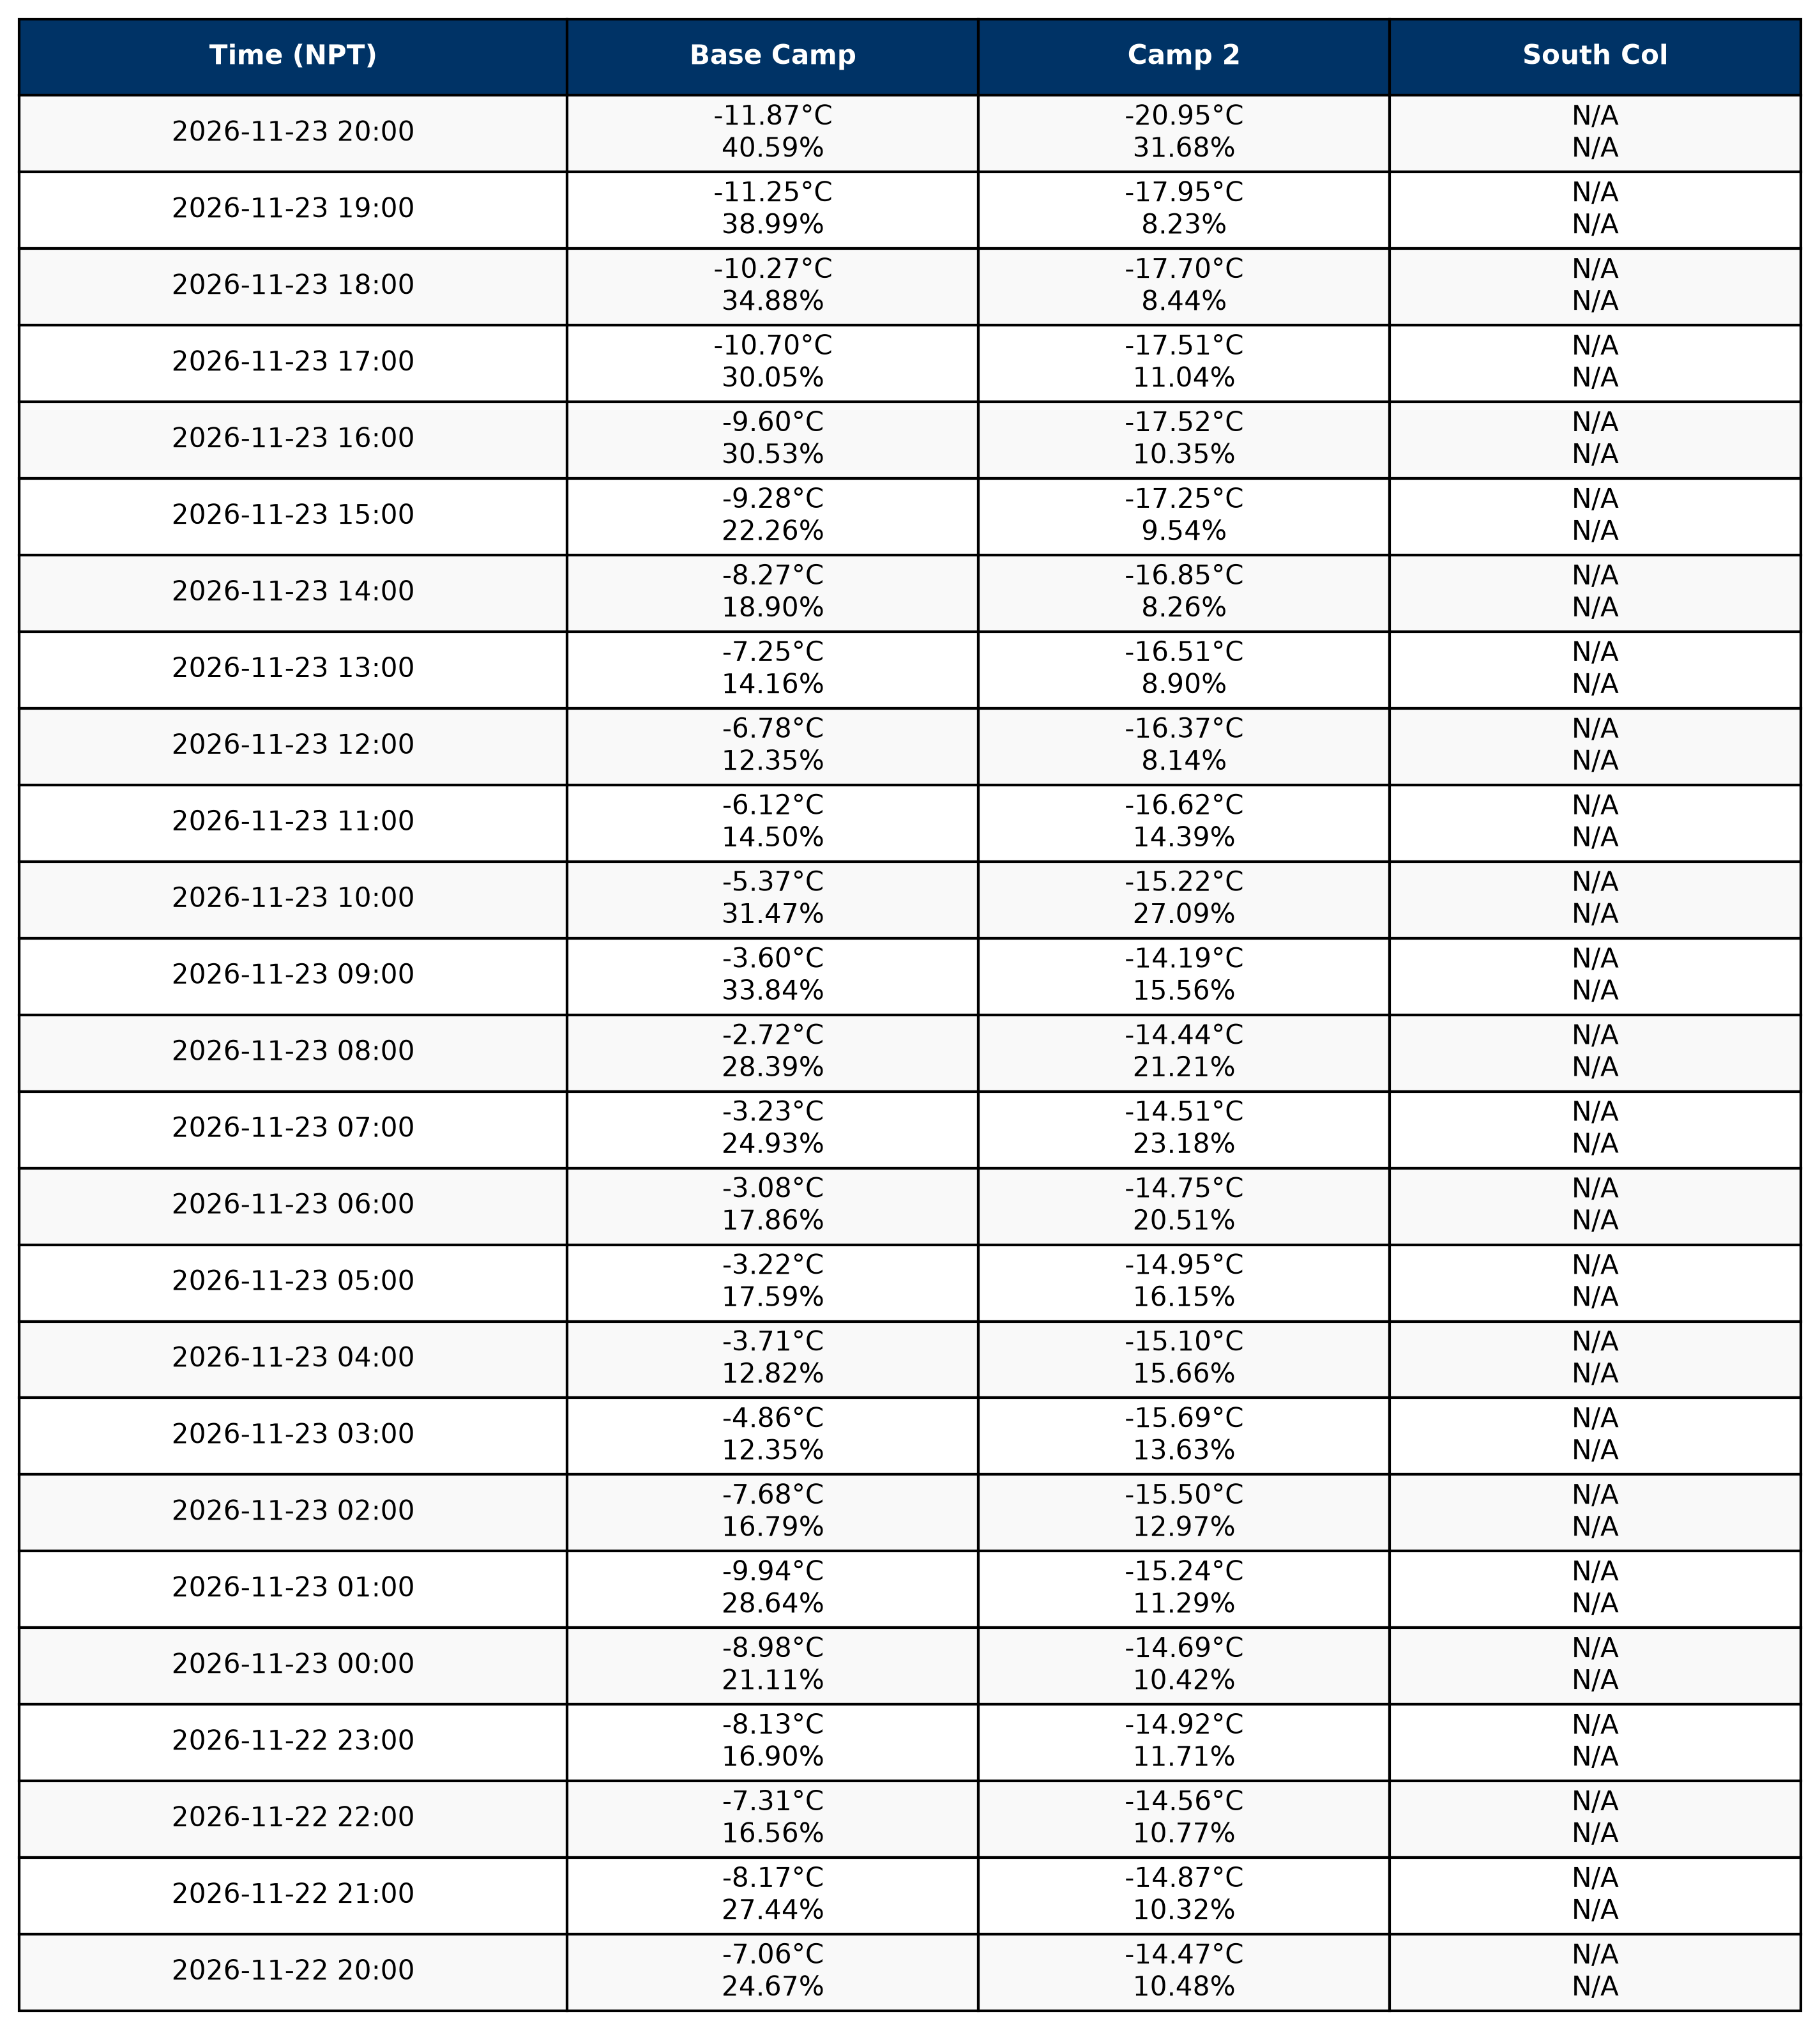 Time (NPT) Base Camp Camp 2 South Col
2026-11-23 20:00 -11.87°C -20.95°C N/A
40.59% 31.68% N/A
2026-11-23 19:00 -11.25°C -17.95°C N/A
38.99% 8.23% N/A
2026-11-23 18:00 -10.27°C -17.70°C N/A
34.88% 8.44% N/A
2026-11-23 17:00 -10.70°C -17.51°C N/A
30.05% 11.04% N/A
2026-11-23 16:00 -9.60°C -17.52°C N/A
30.53% 10.35% N/A
2026-11-23 15:00 -9.28°C -17.25°C N/A
22.26% 9.54% N/A
2026-11-23 14:00 -8.27°C -16.85°C N/A
18.90% 8.26% N/A
2026-11-23 13:00 -7.25°C -16.51°C N/A
14.16% 8.90% N/A
2026-11-23 12:00 -6.78°C -16.37°C N/A
12.35% 8.14% N/A
2026-11-23 11:00 -6.12°C -16.62°C N/A
14.50% 14.39% N/A
2026-11-23 10:00 -5.37°C -15.22°C N/A
31.47% 27.09% N/A
2026-11-23 09:00 -3.60°C -14.19°C N/A
33.84% 15.56% N/A
2026-11-23 08:00 -2.72°C -14.44°C N/A
28.39% 21.21% N/A
2026-11-23 07:00 -3.23°C -14.51°C N/A
24.93% 23.18% N/A
2026-11-23 06:00 -3.08°C -14.75°C N/A
17.86% 20.51% N/A
2026-11-23 05:00 -3.22°C -14.95°C N/A
17.59% 16.15% N/A
2026-11-23 04:00 -3.71°C -15.10°C N/A
12.82% 15.66% N/A
2026-11-23 03:00 -4.86°C -15.69°C N/A
12.35% 13.63% N/A
2026-11-23 02:00 -7.68°C -15.50°C N/A
16.79% 12.97% N/A
2026-11-23 01:00 -9.94°C -15.24°C N/A
28.64% 11.29% N/A
2026-11-23 00:00 -8.98°C -14.69°C N/A
21.11% 10.42% N/A
2026-11-22 23:00 -8.13°C -14.92°C N/A
16.90% 11.71% N/A
2026-11-22 22:00 -7.31°C -14.56°C N/A
16.56% 10.77% N/A
2026-11-22 21:00 -8.17°C -14.87°C N/A
27.44% 10.32% N/A
2026-11-22 20:00 -7.06°C -14.47°C N/A
24.67% 10.48% N/A